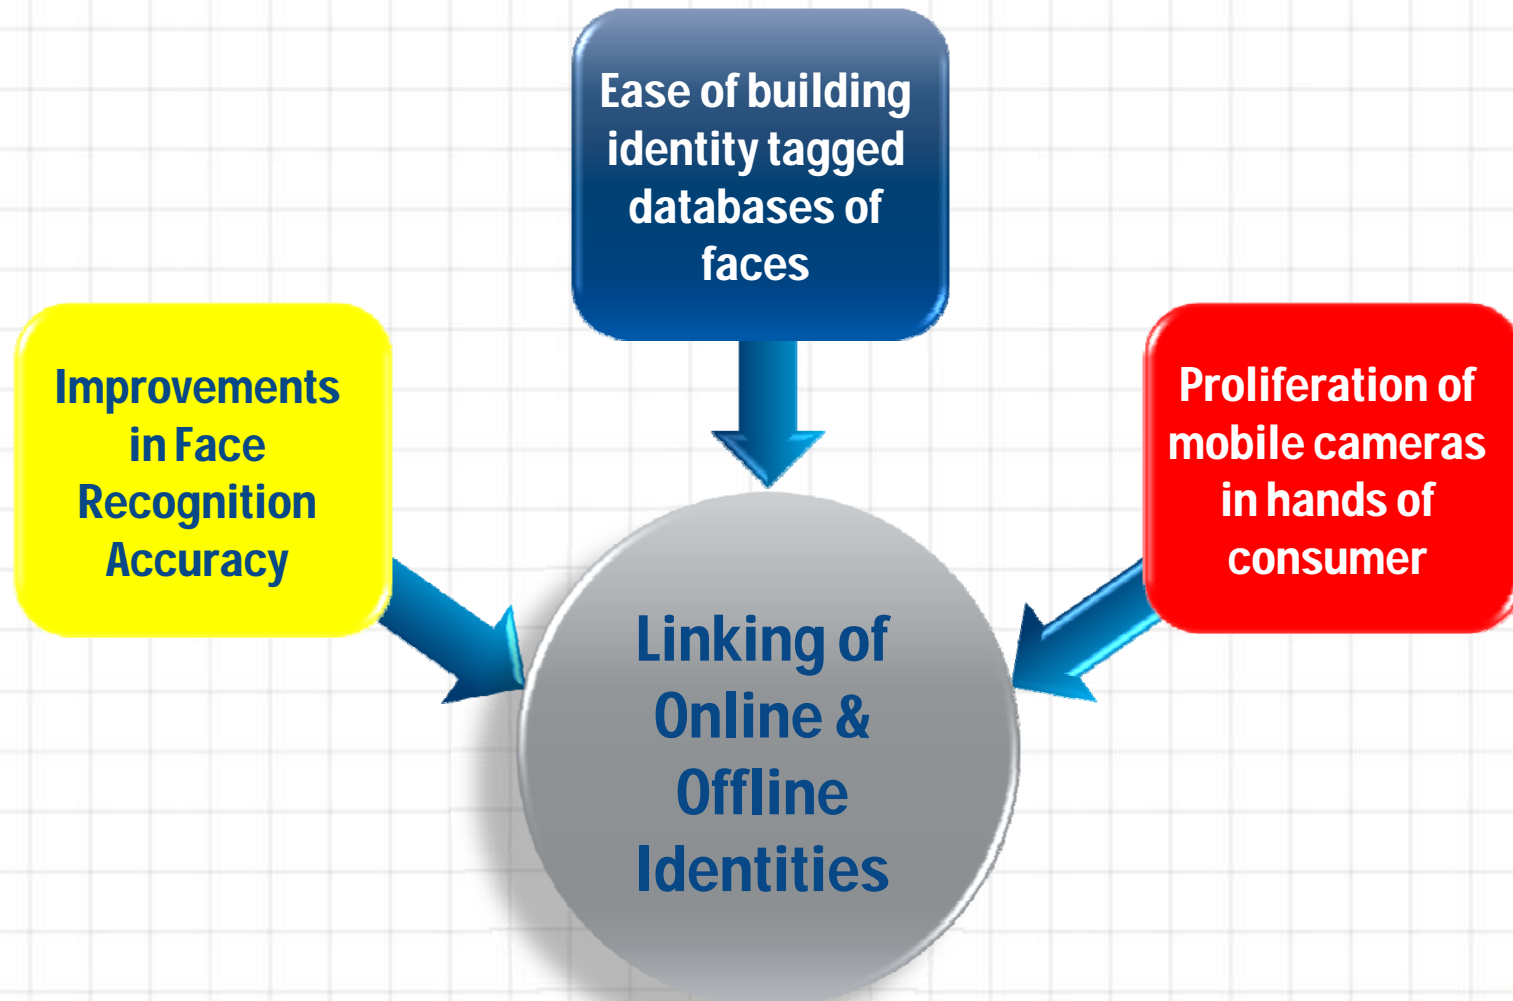 Ease of building
identity tagged
databases of
faces
Improvements
in Face
Recognition
Accuracy
Proliferation of
mobile cameras
in hands of
consumer
Linking of
Online &
Offline
Identities